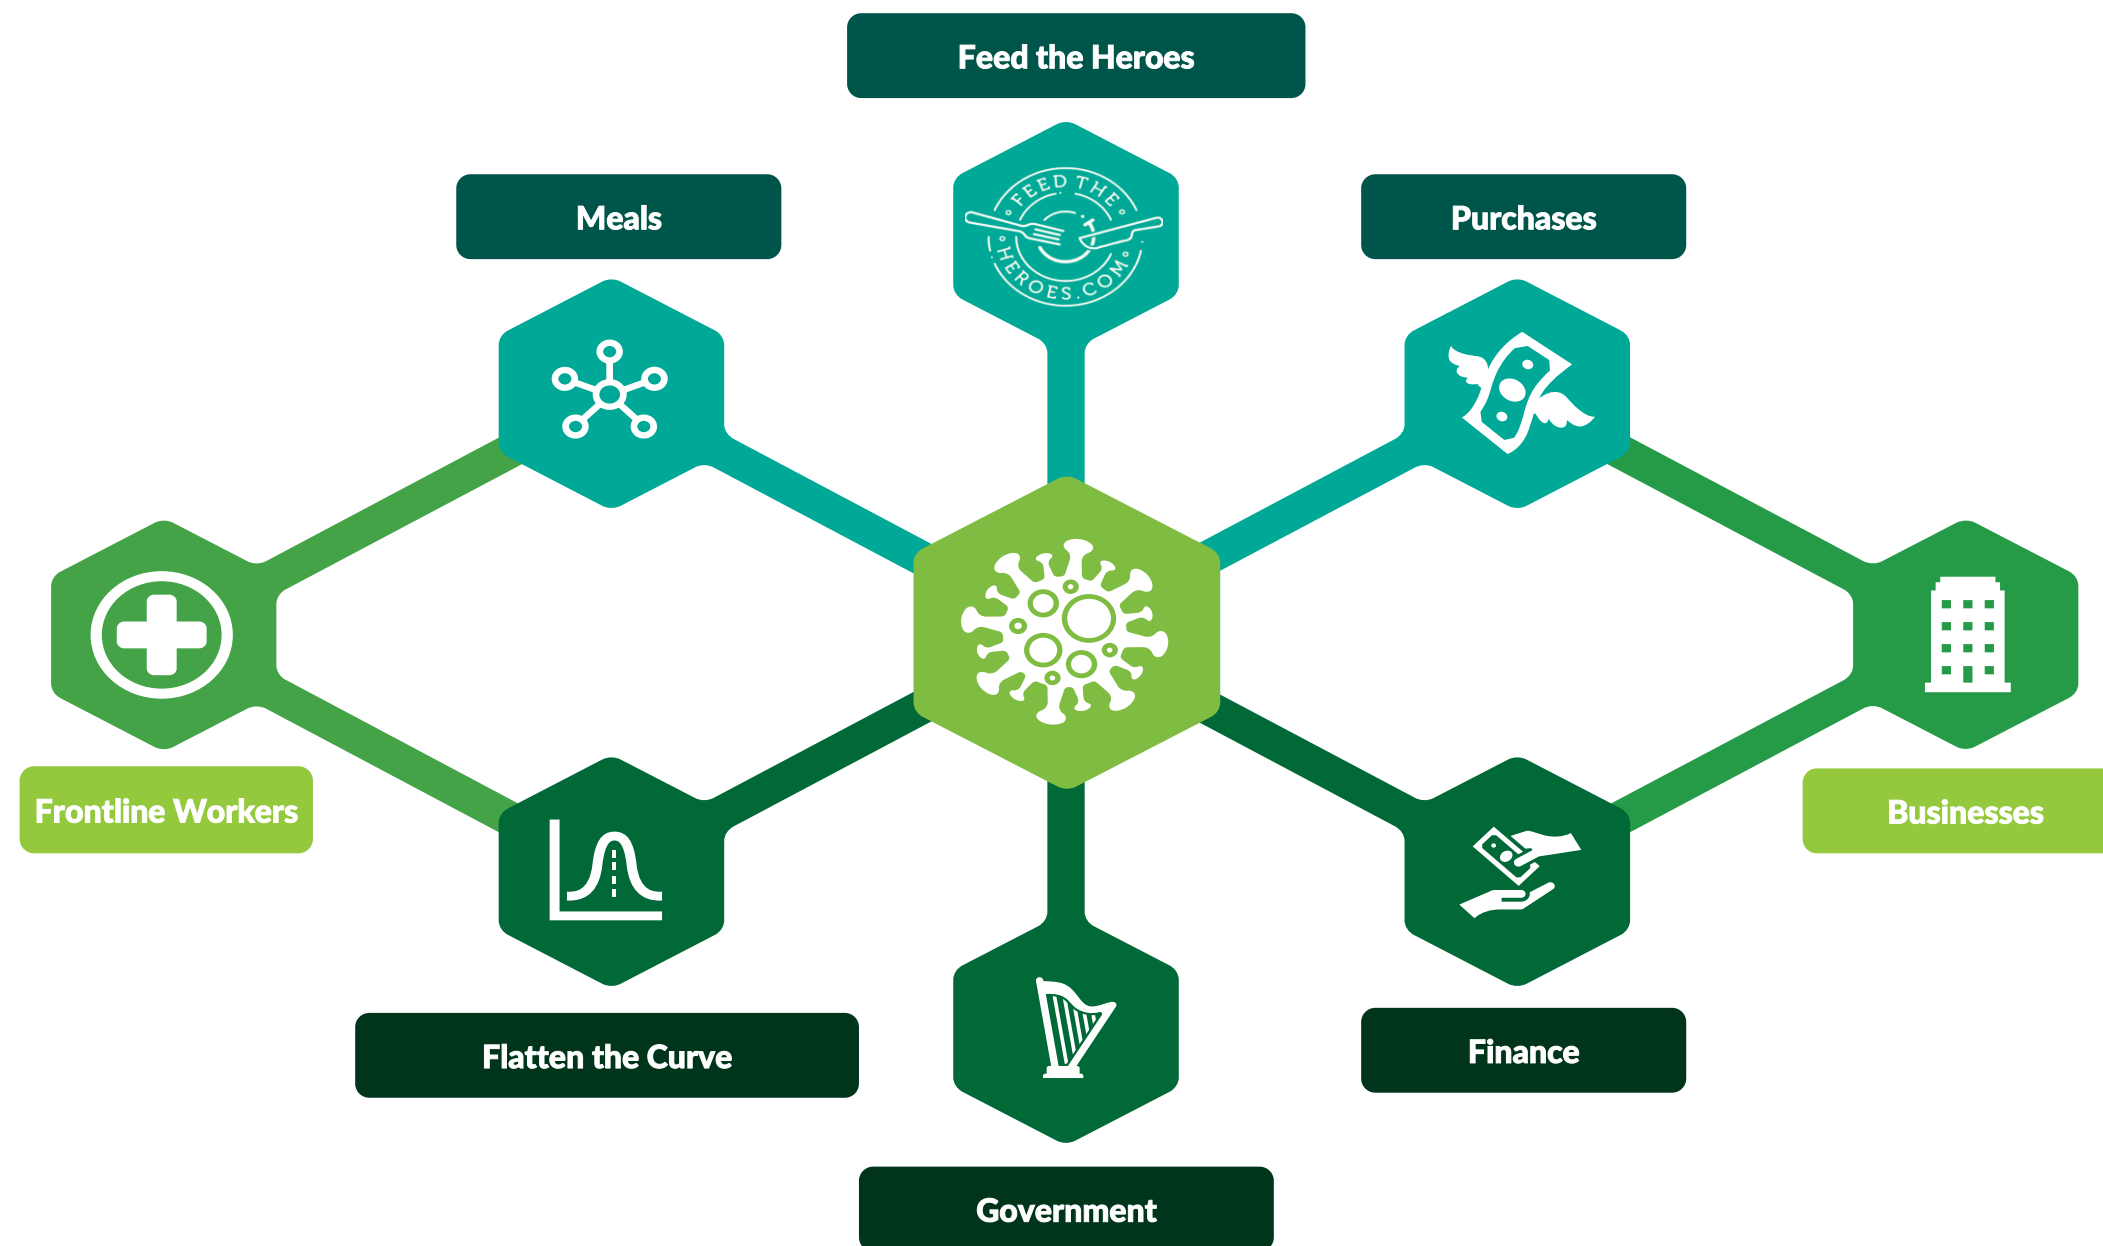 Feed the Heroes
FEED THE
HEROES.COM
Meals
Purchases
Frontline Workers
Businesses
Flatten the Curve
Finance
Government